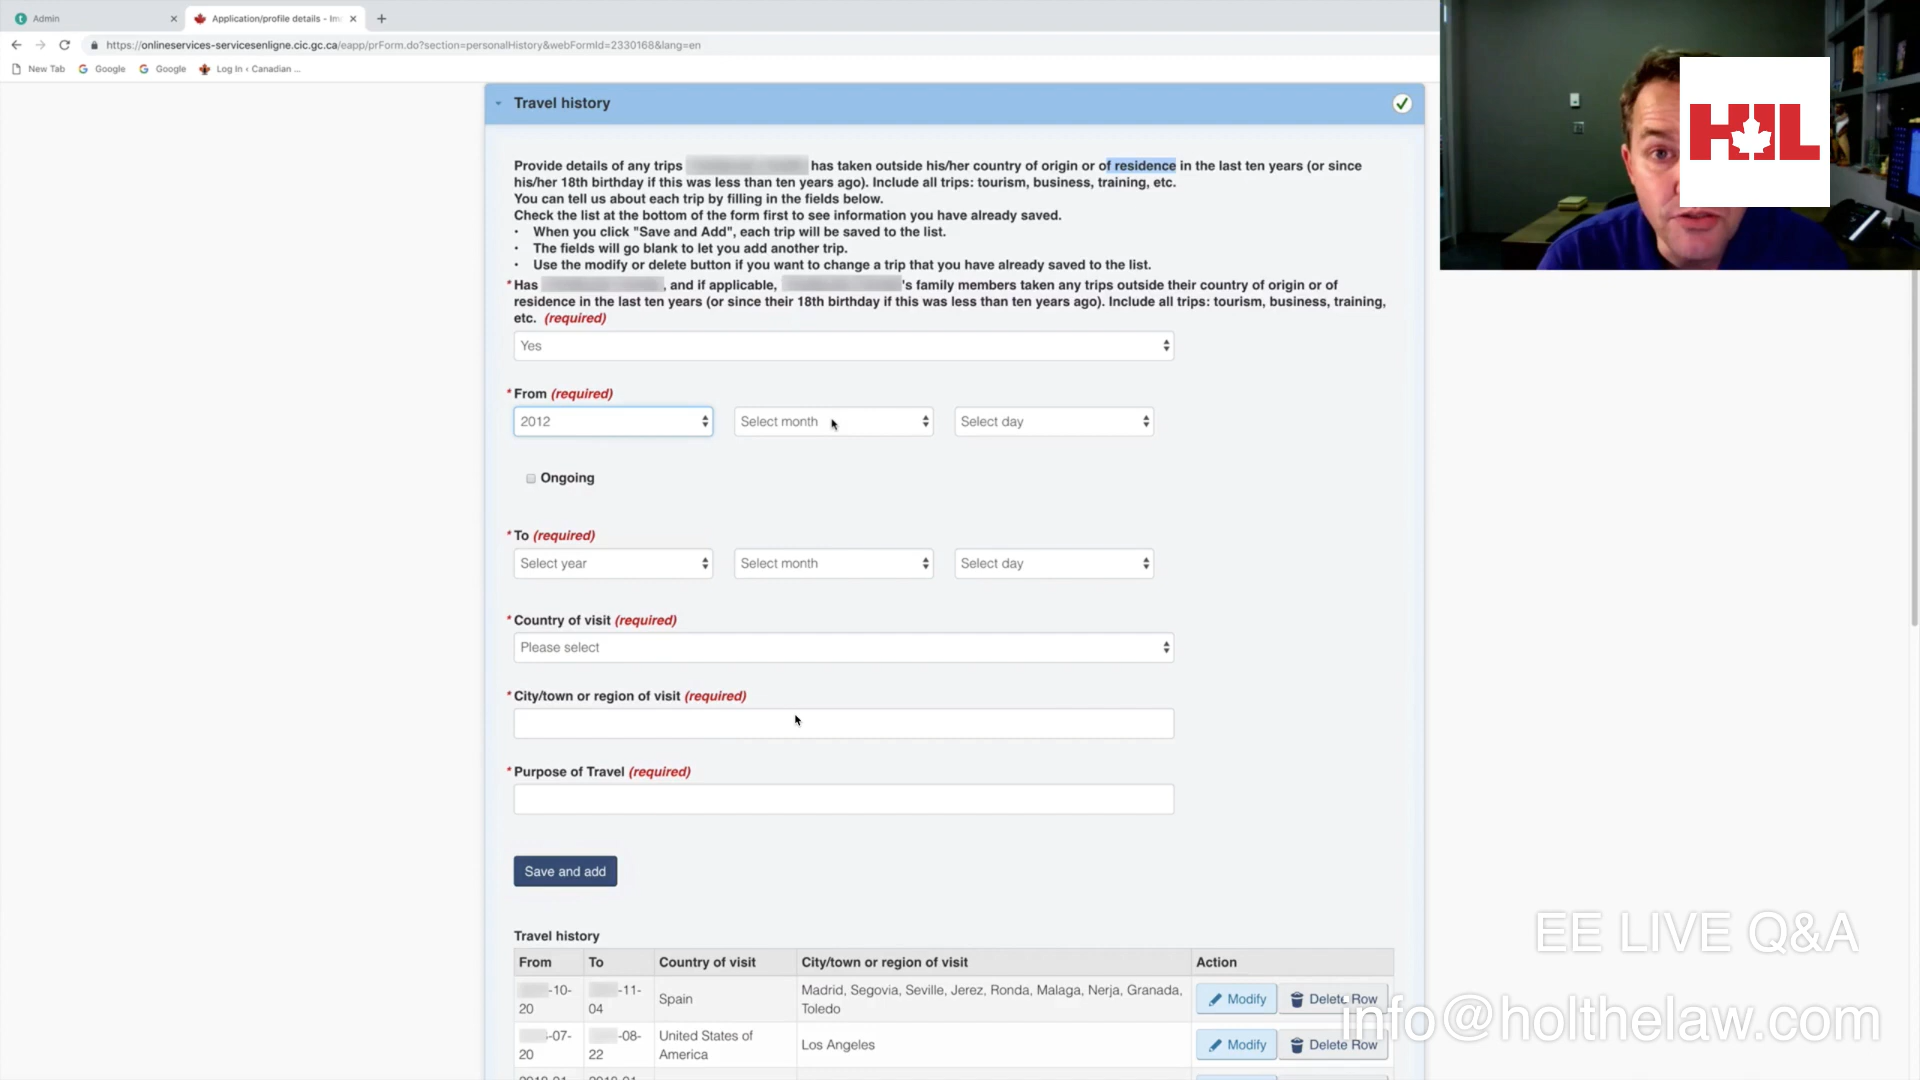 Admin
Application/profile details - Im
https://onlineservices-servicesenligne.cic.gc.ca/eapp/prForm.do?section=personalHistory&webFormId=2330168&lang=en
New Tab
Google
Google
Log In ‹ Canadian ...
Travel history
Provide details of any trips has taken outside his/her country of origin or of residence in the last ten years (or since
his/her 18th birthday if this was less than ten years ago). Include all trips: tourism, business, training, etc.
You can tell us about each trip by filling in the fields below.
Check the list at the bottom of the form first to see information you have already saved.
• When you click "Save and Add", each trip will be saved to the list.
• The fields will go blank to let you add another trip.
• Use the modify or delete button if you want to change a trip that you have already saved to the list.
* Has , and if applicable, 's family members taken any trips outside their country of origin or of
residence in the last ten years (or since their 18th birthday if this was less than ten years ago). Include all trips: tourism, business, training,
etc. (required)
Yes
* From (required)
2012 Select month Select day
Ongoing
* To (required)
Select year Select month Select day
* Country of visit (required)
Please select
* City/town or region of visit (required)
* Purpose of Travel (required)
Save and add
Travel history
From To Country of visit City/town or region of visit Action
-10-20 -11-04 Spain Madrid, Segovia, Seville, Jerez, Ronda, Malaga, Nerja, Granada,
Toledo
Modify Delete Row
-07-20 -08-22 United States of
America Los Angeles Modify Delete Row
HIL
EE LIVE Q&A
info@holthelaw.com